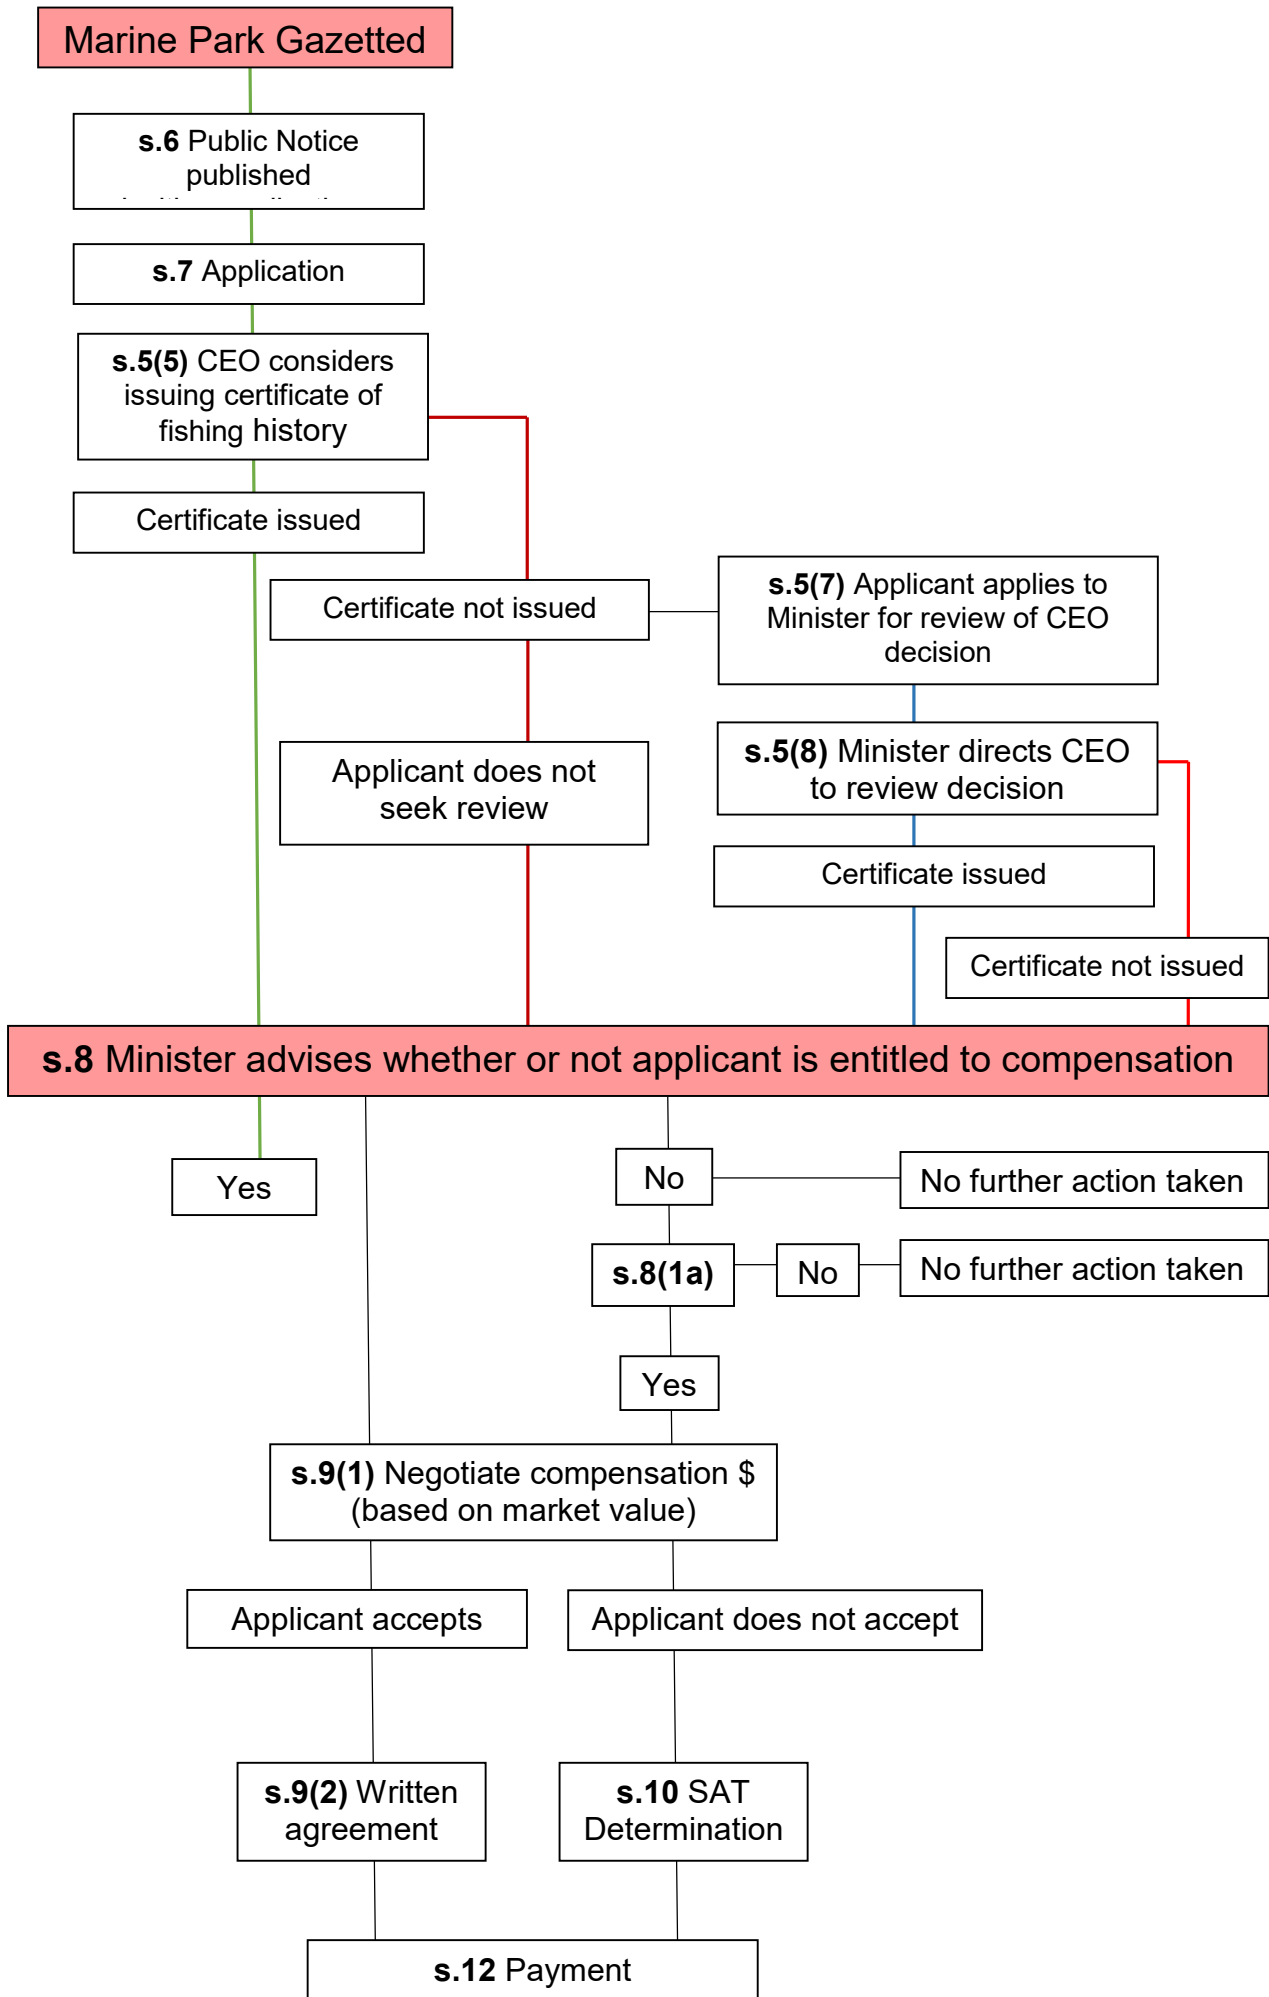 Marine Park Gazetted
s.6 Public Notice
published
s.7 Application
s.5(5) CEO considers
issuing certificate of
fishing history
Certificate issued
Certificate not issued
s.5(7) Applicant applies to
Minister for review of CEO
decision
Applicant does not
seek review
s.5(8) Minister directs CEO
to review decision
Certificate issued
Certificate not issued
s.8 Minister advises whether or not applicant is entitled to compensation
Yes
No
No further action taken
s.8(1a)
No
No further action taken
Yes
s.9(1) Negotiate compensation $
(based on market value)
Applicant accepts
Applicant does not accept
s.9(2) Written
agreement
s.10 SAT
Determination
s.12 Payment